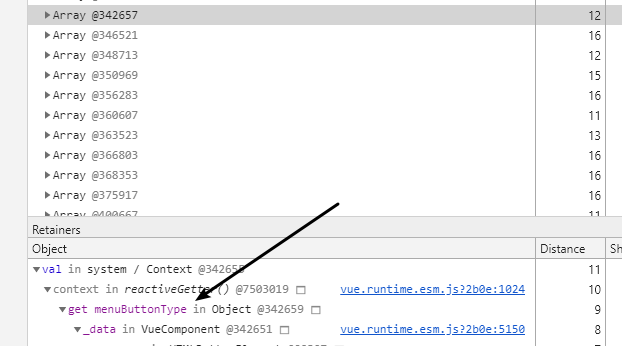 Array @342657 12
Array @346521 16
Array @348713 12
Array @350969 15
Array @356283 16
Array @360607 11
Array @363523 13
Array @366803 16
Array @368353 16
Array @375917 16
Array @400667 11
Retainers
Object Distance
val in system / Context 11
context in @7503019 vue.runtime.esm.js?2b0e:1024 10
get menuButtonType in Object @342659 9
_data in VueComponent @342651 vue.runtime.esm.js?2b0e:5150 8